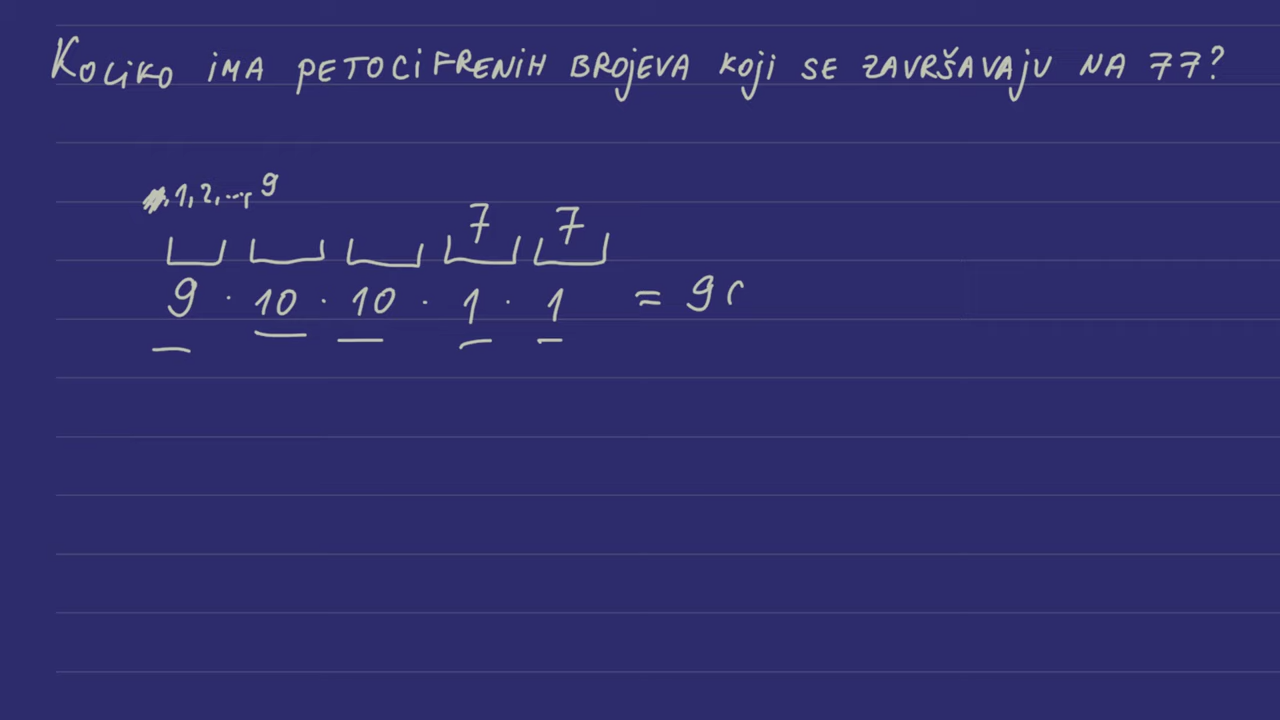 KOLIKO IMA PETOCIFRENIH BROJEVA KOJI SE ZAVRŠAVAJU NA 77?
,1,2,...,9
7 7
9 · 10 · 10 · 1 · 1 = 9